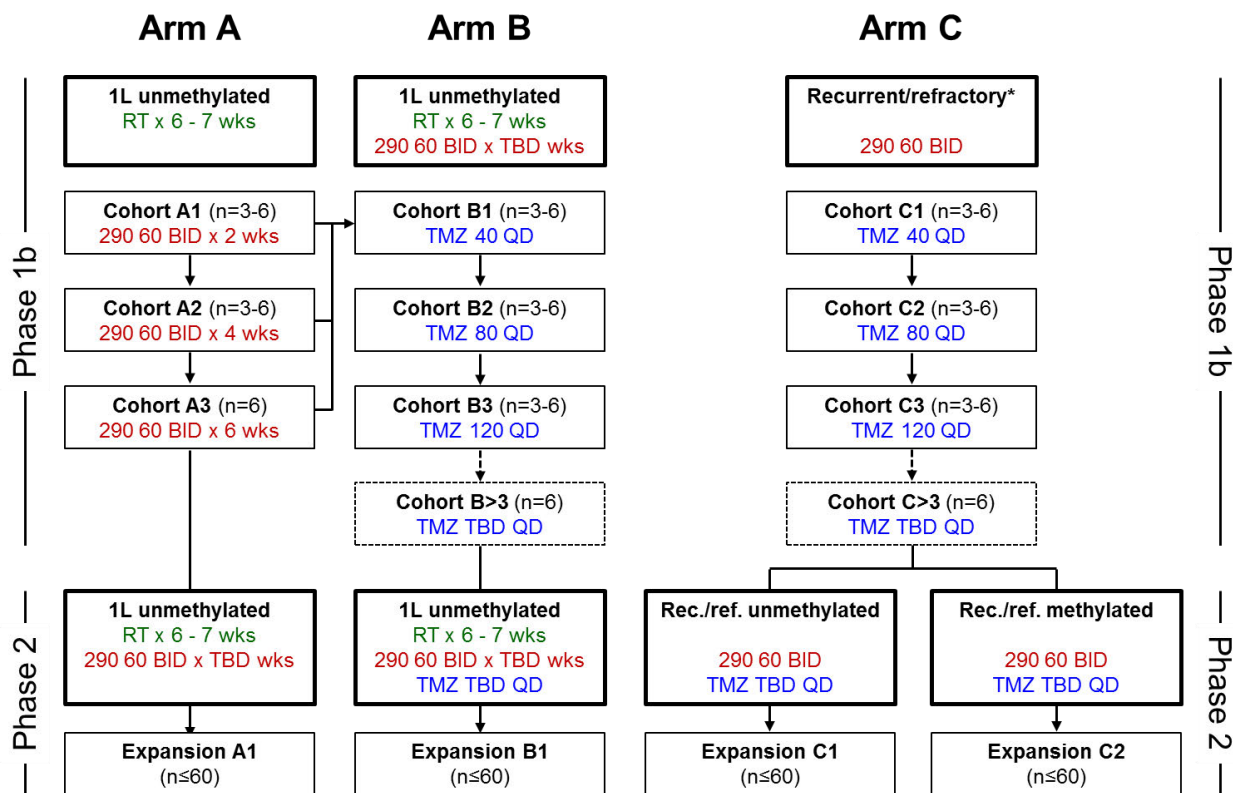 Arm A
Arm B
Arm C
Phase 1b
Phase 1b
1L unmethylated
RT x 6 - 7 wks
1L unmethylated
RT x 6 - 7 wks
290 60 BID x TBD wks
Recurrent/refractory*
290 60 BID
Cohort A1 (n=3-6)
290 60 BID x 2 wks
Cohort B1 (n=3-6)
TMZ 40 QD
Cohort C1 (n=3-6)
TMZ 40 QD
Cohort A2 (n=3-6)
290 60 BID x 4 wks
Cohort B2 (n=3-6)
TMZ 80 QD
Cohort C2 (n=3-6)
TMZ 80 QD
Cohort A3 (n=6)
290 60 BID x 6 wks
Cohort B3 (n=3-6)
TMZ 120 QD
Cohort C3 (n=3-6)
TMZ 120 QD
Cohort B>3 (n=6)
TMZ TBD QD
Cohort C>3 (n=6)
TMZ TBD QD
Phase 2
Phase 2
1L unmethylated
RT x 6 - 7 wks
290 60 BID x TBD wks
1L unmethylated
RT x 6 - 7 wks
290 60 BID x TBD wks
TMZ TBD QD
Rec./ref. unmethylated
290 60 BID
TMZ TBD QD
Rec./ref. methylated
290 60 BID
TMZ TBD QD
Expansion A1
(n≤60)
Expansion B1
(n≤60)
Expansion C1
(n≤60)
Expansion C2
(n≤60)